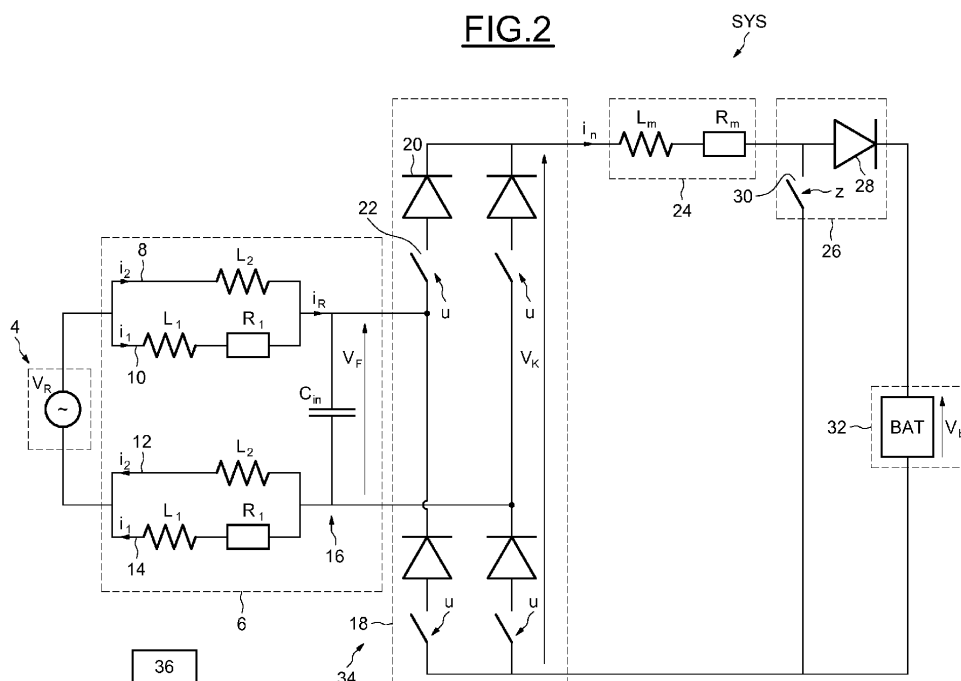 FIG.2
SYS
20
i_n
L_m
R_m
22
30
z
28
24
26
8
i_2
L_2
i_R
u
u
4
i_1
L_1
R_1
V_F
V_K
10
V_R
~
C_in
12
i_2
L_2
32
BAT
i_1
L_1
R_1
14
16
u
u
6
18
36
34